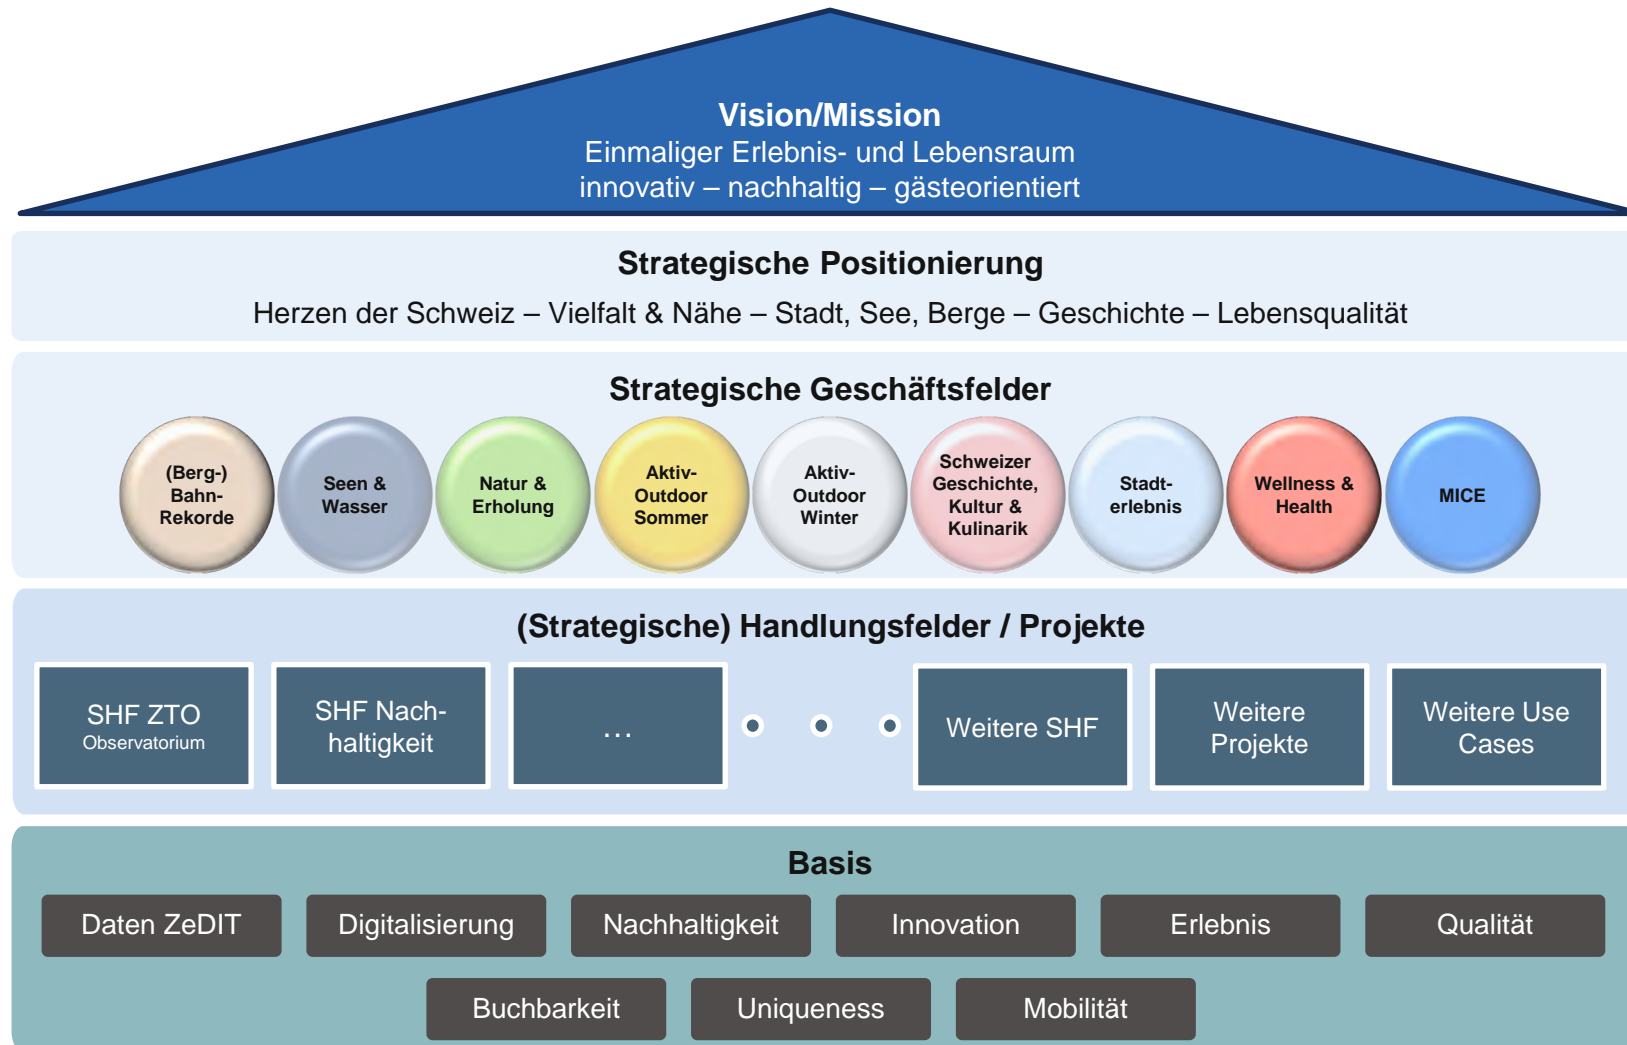 Vision/Mission
Einmaliger Erlebnis- und Lebensraum
innovativ – nachhaltig – gästeorientiert
Strategische Positionierung
Herzen der Schweiz – Vielfalt & Nähe – Stadt, See, Berge – Geschichte – Lebensqualität
Strategische Geschäftsfelder
(Berg-)
Bahn-
Rekorde
Seen &
Wasser
Natur &
Erholung
Aktiv-
Outdoor
Sommer
Aktiv-
Outdoor
Winter
Schweizer
Geschichte,
Kultur &
Kulinarik
Stadt-
erlebnis
Wellness &
Health
MICE
(Strategische) Handlungsfelder / Projekte
SHF ZTO
Observatorium
SHF Nach-
haltigkeit
...
Weitere SHF
Weitere
Projekte
Weitere Use
Cases
Basis
Daten ZeDIT
Digitalisierung
Nachhaltigkeit
Innovation
Erlebnis
Qualität
Buchbarkeit
Uniqueness
Mobilität